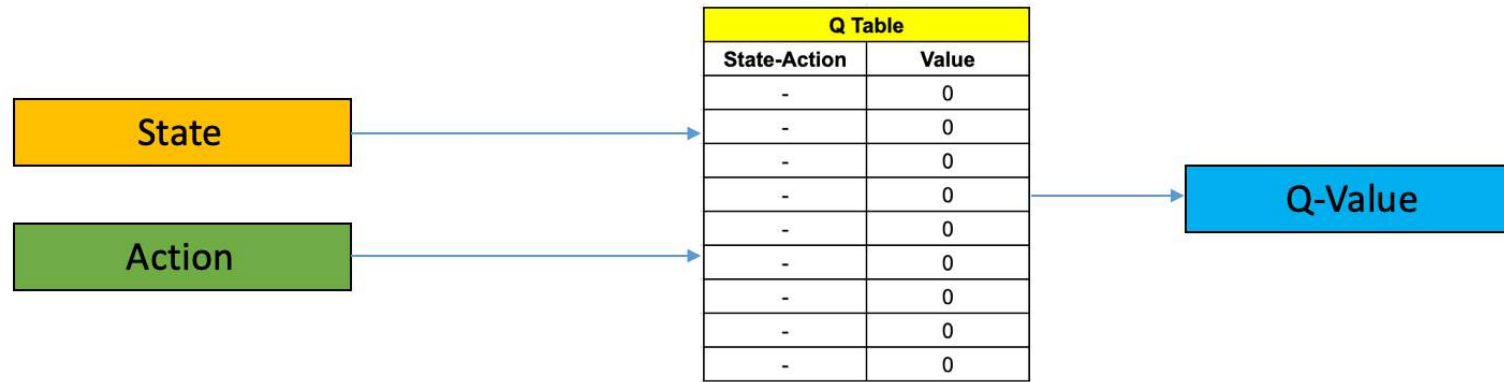 Q Table
State-Action Value
- 0
- 0
- 0
- 0
- 0
- 0
- 0
- 0
- 0
State
Action
Q-Value